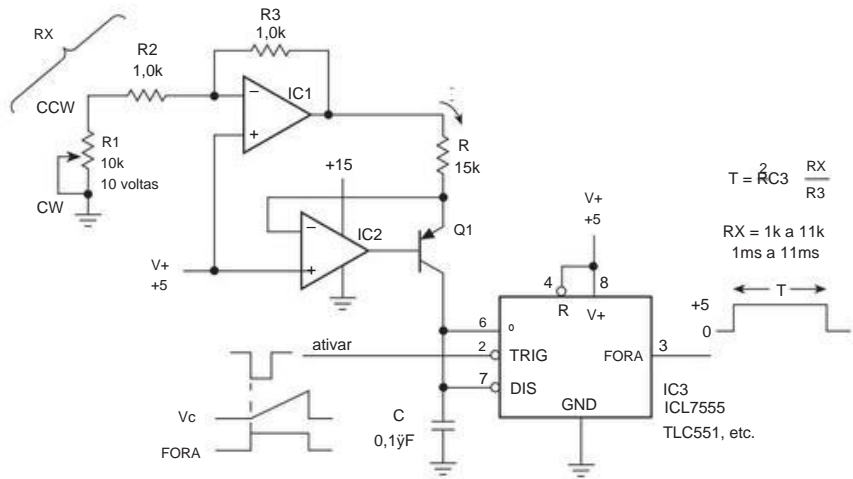 RX
R2
1,0k
R3
1,0k
CCW
IC1
R1
10k
10 voltas
CW
+15
R
15k
T = 2RC3 RX
R3
IC2
Q1
V+
+5
RX = 1k a 11k
1ms a 11ms
V+
+5
4
8
T
R
V+
+5
0
6
º
ativar
2
TRIG
FORA
3
7
DIS
Vc
C
0,1ÿF
GND
IC3
ICL7555
TLC551, etc.
FORA